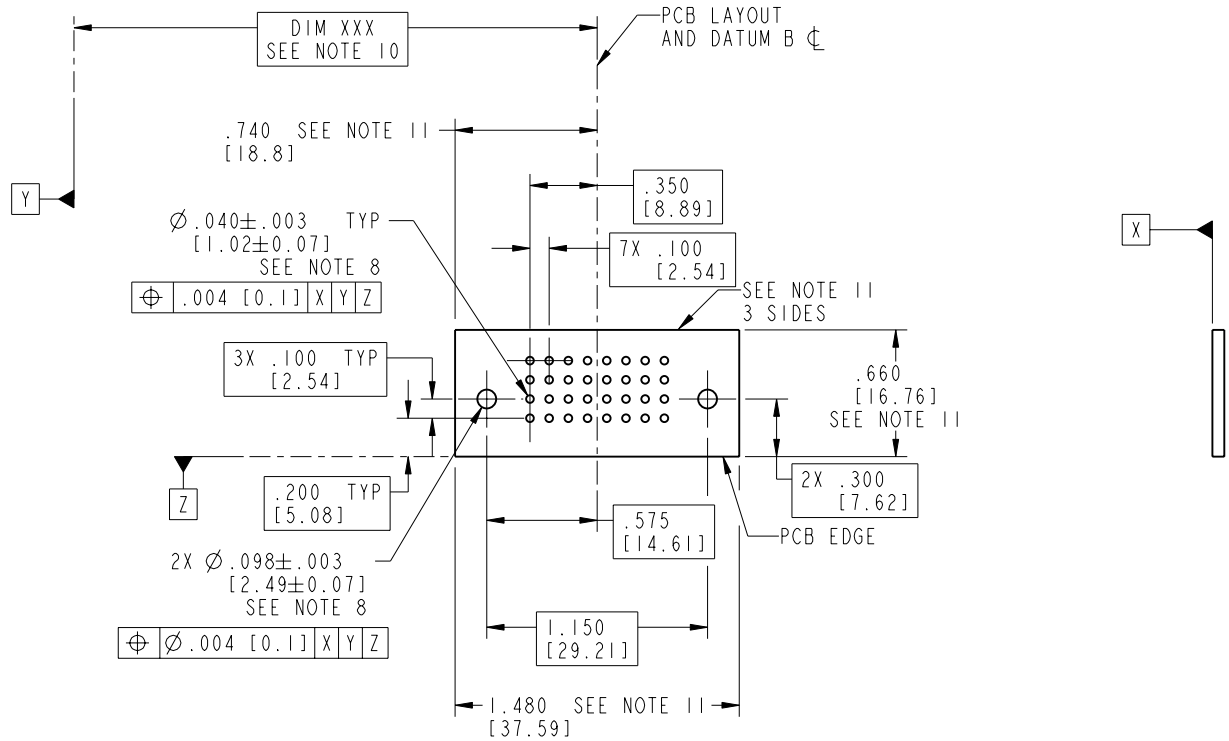 DIM XXX
SEE NOTE 10
PCB LAYOUT
AND DATUM B ℄
.740 SEE NOTE 11
[18.8]
Y
.350
[8.89]
X
Ø.040±.003 TYP
[1.02±0.07]
SEE NOTE 8
⌖ .004 [0.1] X Y Z
7X .100
[2.54]
SEE NOTE 11
3 SIDES
3X .100 TYP
[2.54]
.660
[16.76]
SEE NOTE 11
Z
.200 TYP
[5.08]
2X .300
[7.62]
.575
[14.61]
PCB EDGE
2X Ø.098±.003
[2.49±0.07]
SEE NOTE 8
⌖ Ø.004 [0.1] X Y Z
1.150
[29.21]
1.480 SEE NOTE 11
[37.59]